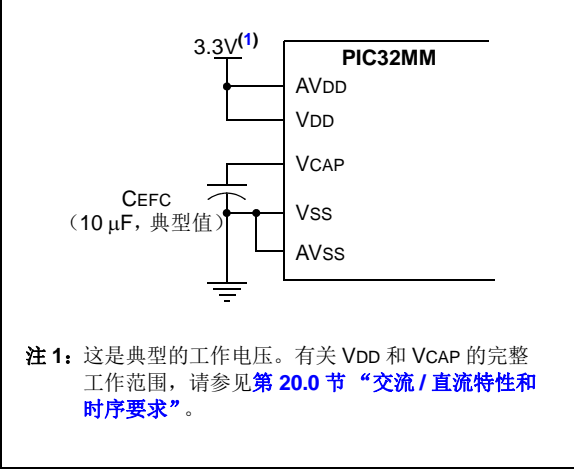 3.3V(1)
PIC32MM
AVDD
VDD
VCAP
CEFC
（10 μF，典型值）
VSS
AVSS
注 1：这是典型的工作电压。有关 VDD 和 VCAP 的完整
工作范围，请参见第 20.0 节 “交流 / 直流特性和
时序要求”。